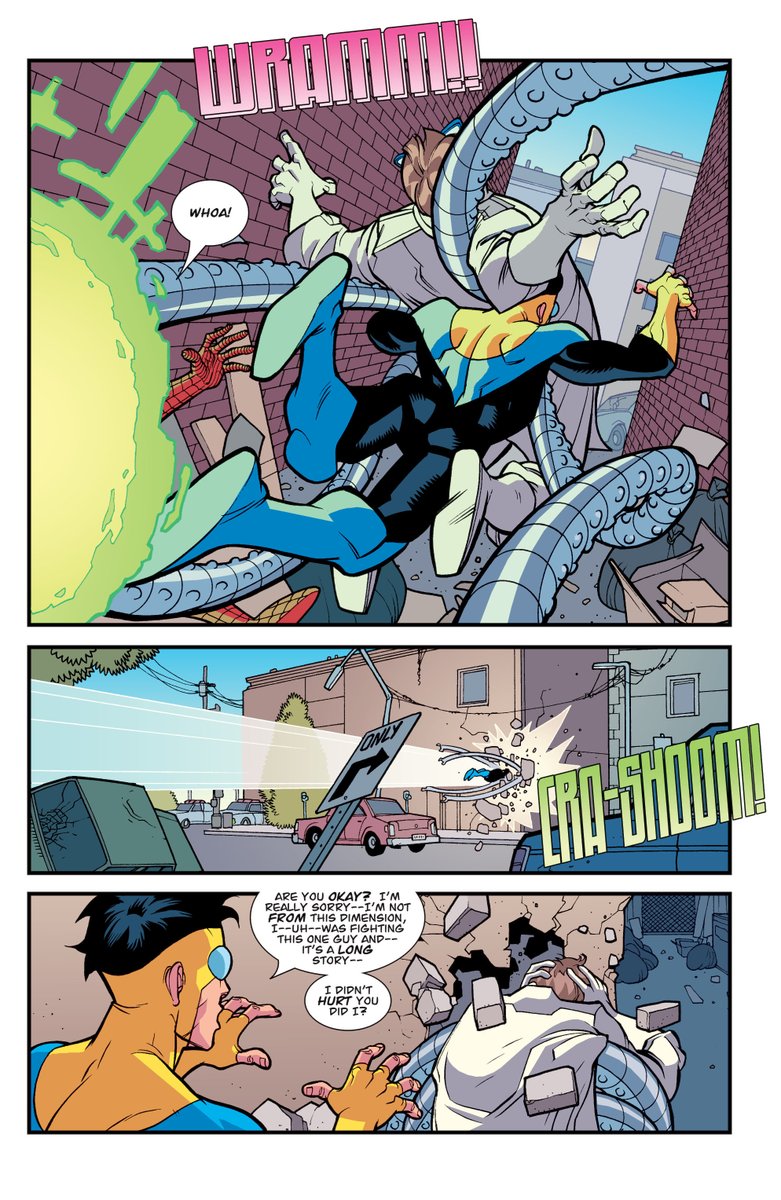 WRAMM!!
WHOA!
ONLY
CRA-SHOOM!
ARE YOU OKAY? I'M
REALLY SORRY--I'M NOT
FROM THIS DIMENSION,
I--UH--WAS FIGHTING
THIS ONE GUY AND--
IT'S A LONG
STORY--
I DIDN'T
HURT YOU
DID I?